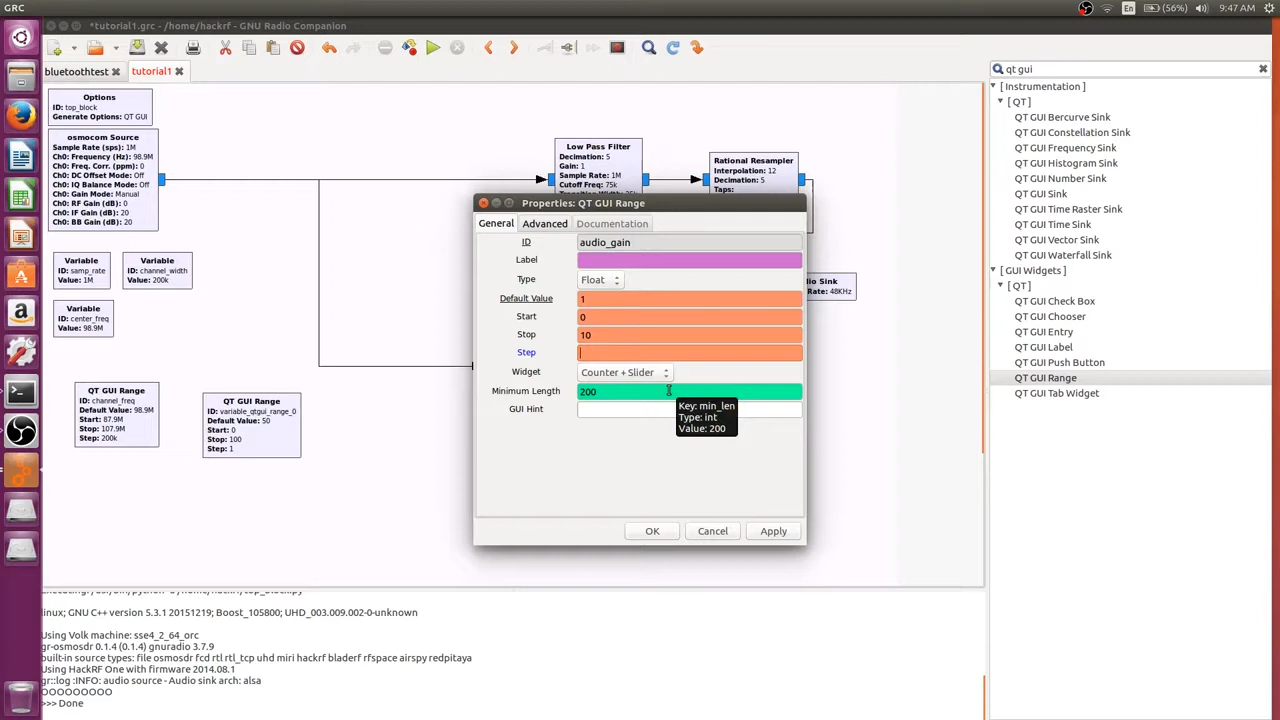 GRC
En
(56%)
9:47 AM
*tutorial1.grc - /home/hackrf - GNU Radio Companion
bluetoothtest
tutorial1
qt gui
Options
ID: top_block
Generate Options: QT GUI
osmocom Source
Sample Rate (sps): 1M
Ch0: Frequency (Hz): 98.9M
Ch0: Freq. Corr. (ppm): 0
Ch0: DC Offset Mode: Off
Ch0: IQ Balance Mode: Off
Ch0: Gain Mode: Manual
Ch0: RF Gain (dB): 0
Ch0: IF Gain (dB): 20
Ch0: BB Gain (dB): 20
Low Pass Filter
Decimation: 5
Gain: 1
Sample Rate: 1M
Cutoff Freq: 75k
Rational Resampler
Interpolation: 12
Decimation: 5
Taps:
Variable
ID: samp_rate
Value: 1M
Variable
ID: channel_width
Value: 200k
Variable
ID: center_freq
Value: 98.9M
dio Sink
Rate: 48KHz
QT GUI Range
ID: channel_freq
Default Value: 98.9M
Start: 87.9M
Stop: 107.9M
Step: 200k
QT GUI Range
ID: variable_qtgui_range_0
Default Value: 50
Start: 0
Stop: 100
Step: 1
Properties: QT GUI Range
General
Advanced
Documentation
ID
audio_gain
Label
Type
Float
Default Value
1
Start
0
Stop
10
Step
Widget
Counter + Slider
Minimum Length
200
GUI Hint
Key: min_len
Type: int
Value: 200
OK
Cancel
Apply
[ Instrumentation ]
[ QT ]
QT GUI Bercurve Sink
QT GUI Constellation Sink
QT GUI Frequency Sink
QT GUI Histogram Sink
QT GUI Number Sink
QT GUI Sink
QT GUI Time Raster Sink
QT GUI Time Sink
QT GUI Vector Sink
QT GUI Waterfall Sink
[ GUI Widgets ]
[ QT ]
QT GUI Check Box
QT GUI Chooser
QT GUI Entry
QT GUI Label
QT GUI Push Button
QT GUI Range
QT GUI Tab Widget
linux; GNU C++ version 5.3.1 20151219; Boost_105800; UHD_003.009.002-0-unknown
Using Volk machine: sse4_2_64_orc
gr-osmosdr 0.1.4 (0.1.4) gnuradio 3.7.9
built-in source types: file osmosdr fcd rtl rtl_tcp uhd miri hackrf bladerf rfspace airspy redpitaya
Using HackRF One with firmware 2014.08.1
gr::log :INFO: audio source - Audio sink arch: alsa
OOOOOOOOO
>>> Done